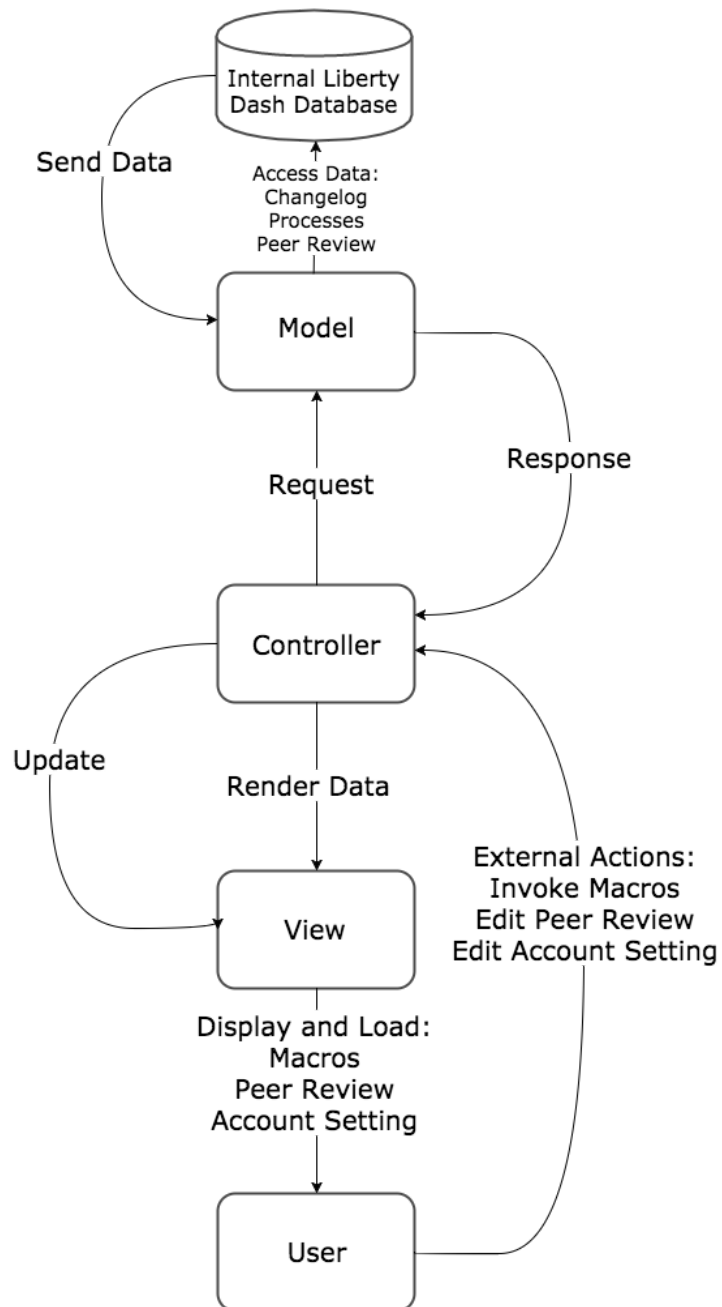 Internal Liberty
Dash Database
Send Data
Access Data:
Changelog
Processes
Peer Review
Model
Response
Request
Controller
Update
Render Data
External Actions:
Invoke Macros
Edit Peer Review
Edit Account Setting
View
Display and Load:
Macros
Peer Review
Account Setting
User